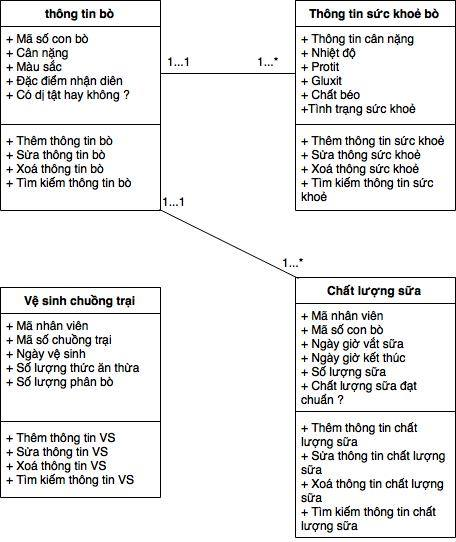 thông tin bò
+ Mã số con bò
+ Cân nặng
+ Màu sắc
+ Đặc điểm nhận diên
+ Có dị tật hay không ?
+ Thêm thông tin bò
+ Sửa thông tin bò
+ Xoá thông tin bò
+ Tìm kiếm thông tin bò
1...1
1...*
Thông tin sức khoẻ bò
+ Thông tin cân nặng
+ Nhiệt độ
+ Protit
+ Gluxit
+ Chất béo
+Tình trạng sức khoẻ
+ Thêm thông tin sức khoẻ
+ Sửa thông sức khoẻ
+ Xoá thông sức khoẻ
+ Tìm kiếm thông tin sức
khoẻ
1...1
1...*
Vệ sinh chuồng trại
+ Mã nhân viên
+ Mã số chuồng trại
+ Ngày vệ sinh
+ Số lượng thức ăn thừa
+ Số lượng phân bò
+ Thêm thông tin VS
+ Sửa thông tin VS
+ Xoá thông tin VS
+ Tìm kiếm thông tin VS
Chất lượng sữa
+ Mã nhân viên
+ Mã số con bò
+ Ngày giờ vắt sữa
+ Ngày giờ kết thúc
+ Số lượng sữa
+ Chất lượng sữa đạt
chuẩn ?
+ Thêm thông tin chất
lượng sữa
+ Sửa thông tin chất lượng
sữa
+ Xoá thông tin chất lượng
sữa
+ Tìm kiếm thông tin chất
lượng sữa